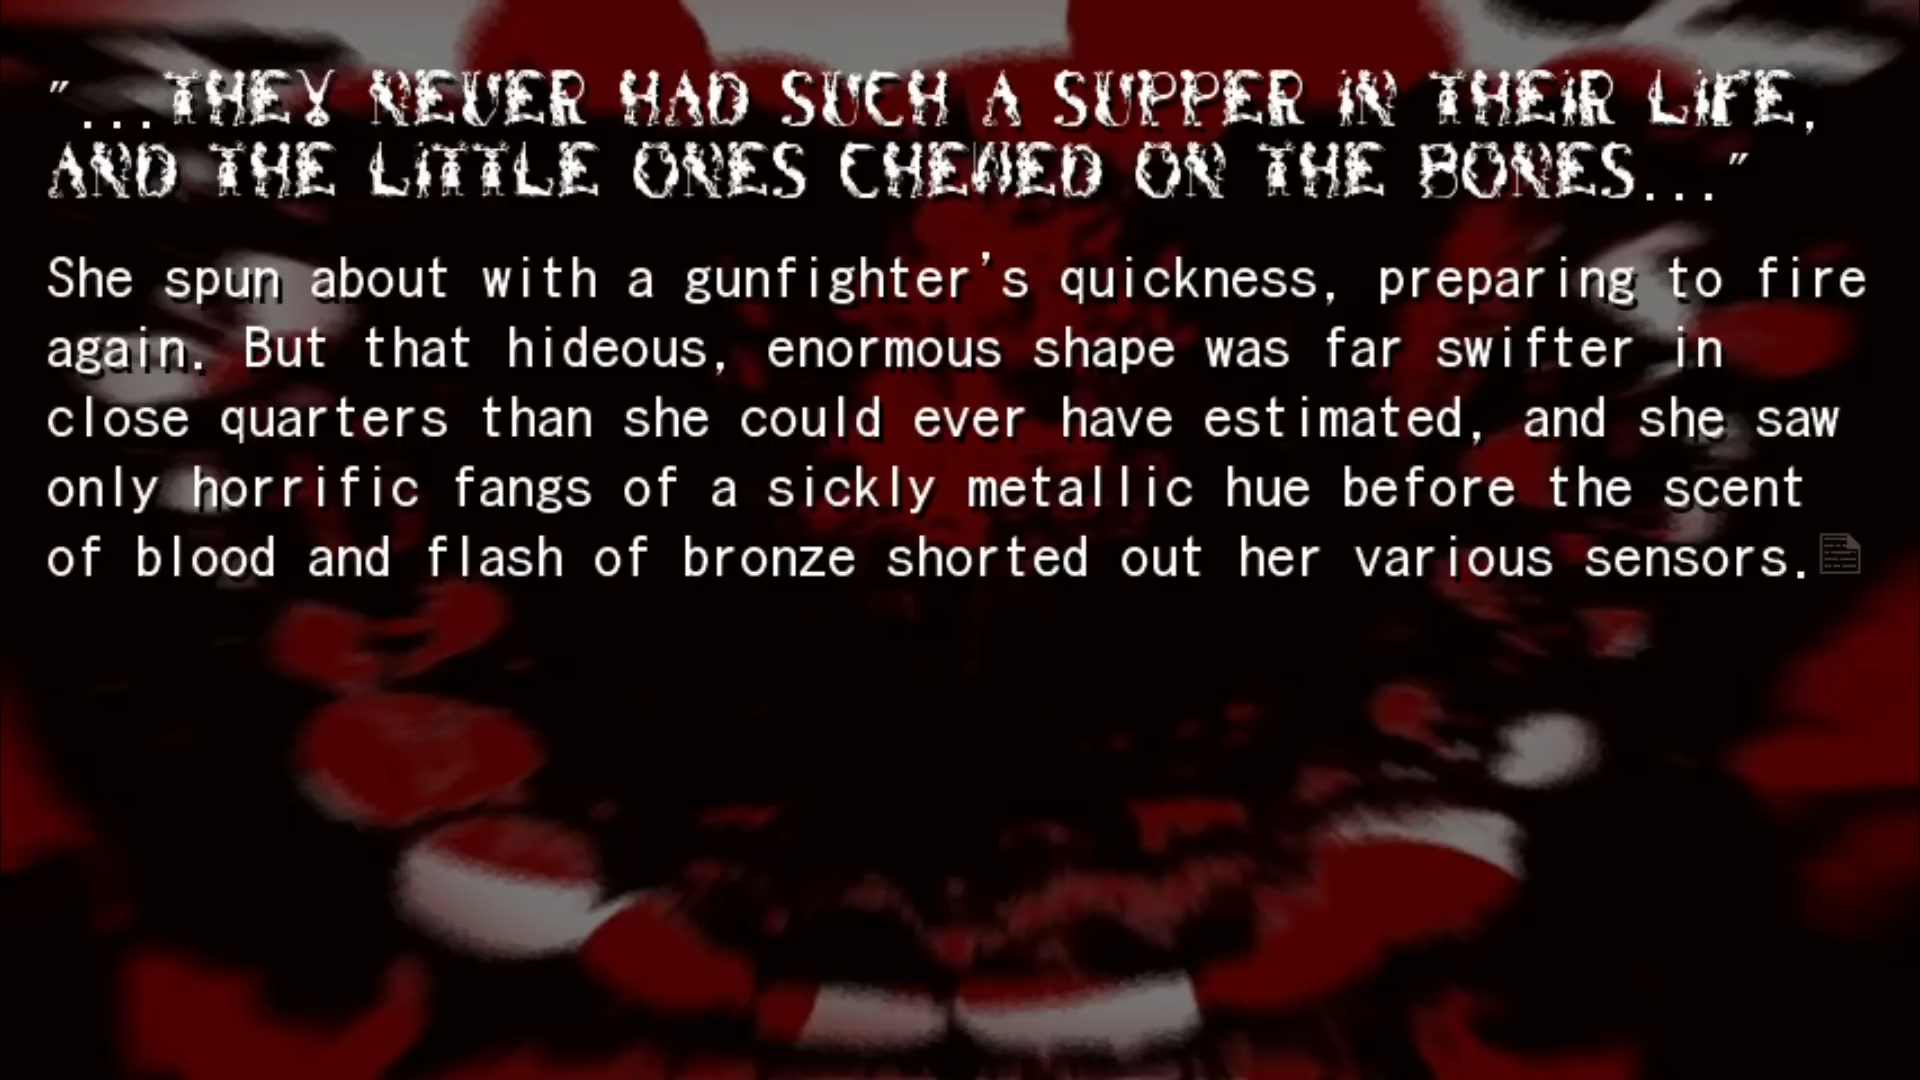 "...THEY NEVER HAD SUCH A SUPPER iN THEiR LiFE,
AND THE LiTTLE ONES CHEWED ON THE BONES..."
She spun about with a gunfighter's quickness, preparing to fire
again. But that hideous, enormous shape was far swifter in
close quarters than she could ever have estimated, and she saw
only horrific fangs of a sickly metallic hue before the scent
of blood and flash of bronze shorted out her various sensors.